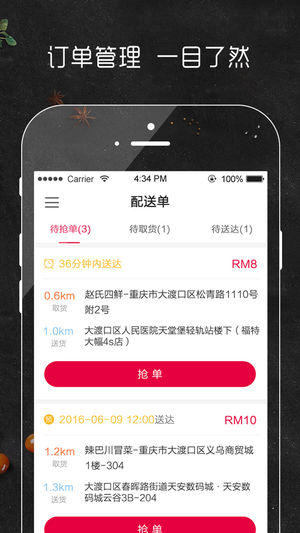 订单管理 一目了然
Carrier
4:34 PM
100%
配送单
待抢单(3)
待取货(1)
待送达(1)
36分钟内送达
RM8
0.6km
取货
赵氏四鲜-重庆市大渡口区松青路1110号
附2号
1.0km
送货
大渡口区人民医院天堂堡轻轨站楼下（福特
大幅4s店）
抢 单
2016-06-09 12:00送达
RM10
1.2km
取货
辣巴川冒菜-重庆市大渡口区义乌商贸城
1楼-304
1.3km
送货
大渡口区春晖路街道天安数码城·天安数
码城云谷3B-204
抢 单